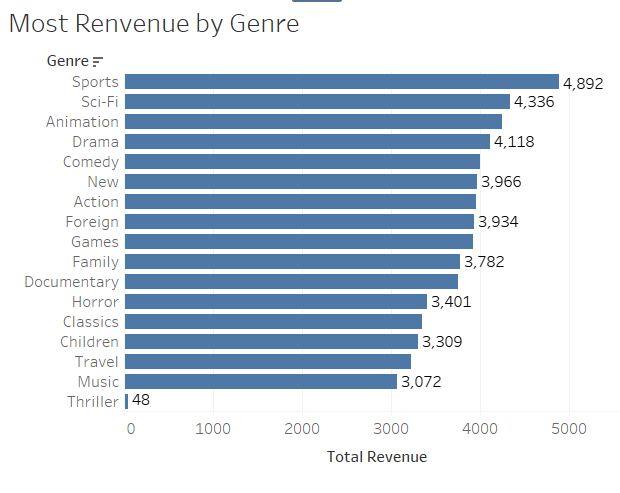 Most Renvenue by Genre
Genre
Sports 4,892
Sci-Fi 4,336
Animation
Drama 4,118
Comedy
New 3,966
Action
Foreign 3,934
Games
Family 3,782
Documentary
Horror 3,401
Classics
Children 3,309
Travel
Music 3,072
Thriller 48
0 1000 2000 3000 4000 5000
Total Revenue